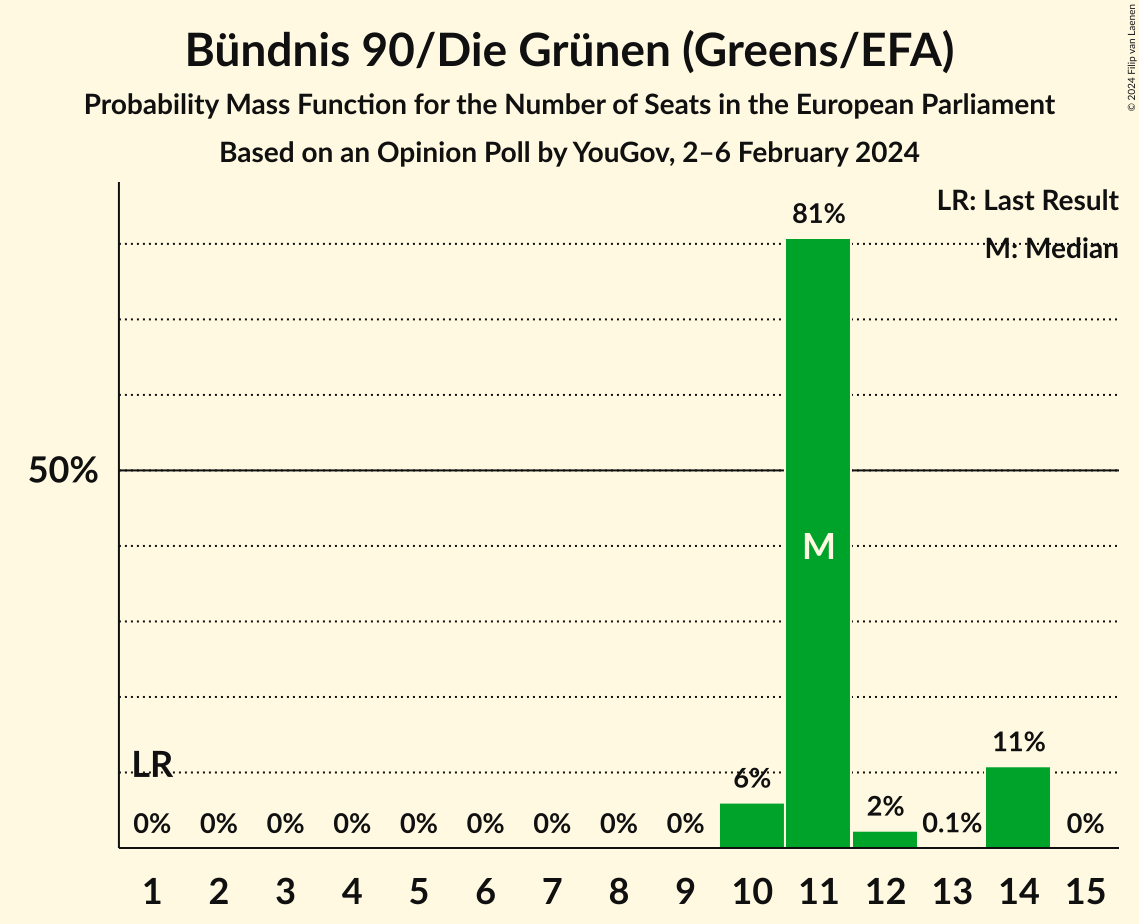 Bündnis 90/Die Grünen (Greens/EFA)
Probability Mass Function for the Number of Seats in the European Parliament
Based on an Opinion Poll by YouGov, 2–6 February 2024
© 2024 Filip van Laenen
LR: Last Result
M: Median
81%
50%
M
LR
11%
6%
2%
0% 0% 0% 0% 0% 0% 0% 0% 0% 0.1% 0%
1 2 3 4 5 6 7 8 9 10 11 12 13 14 15